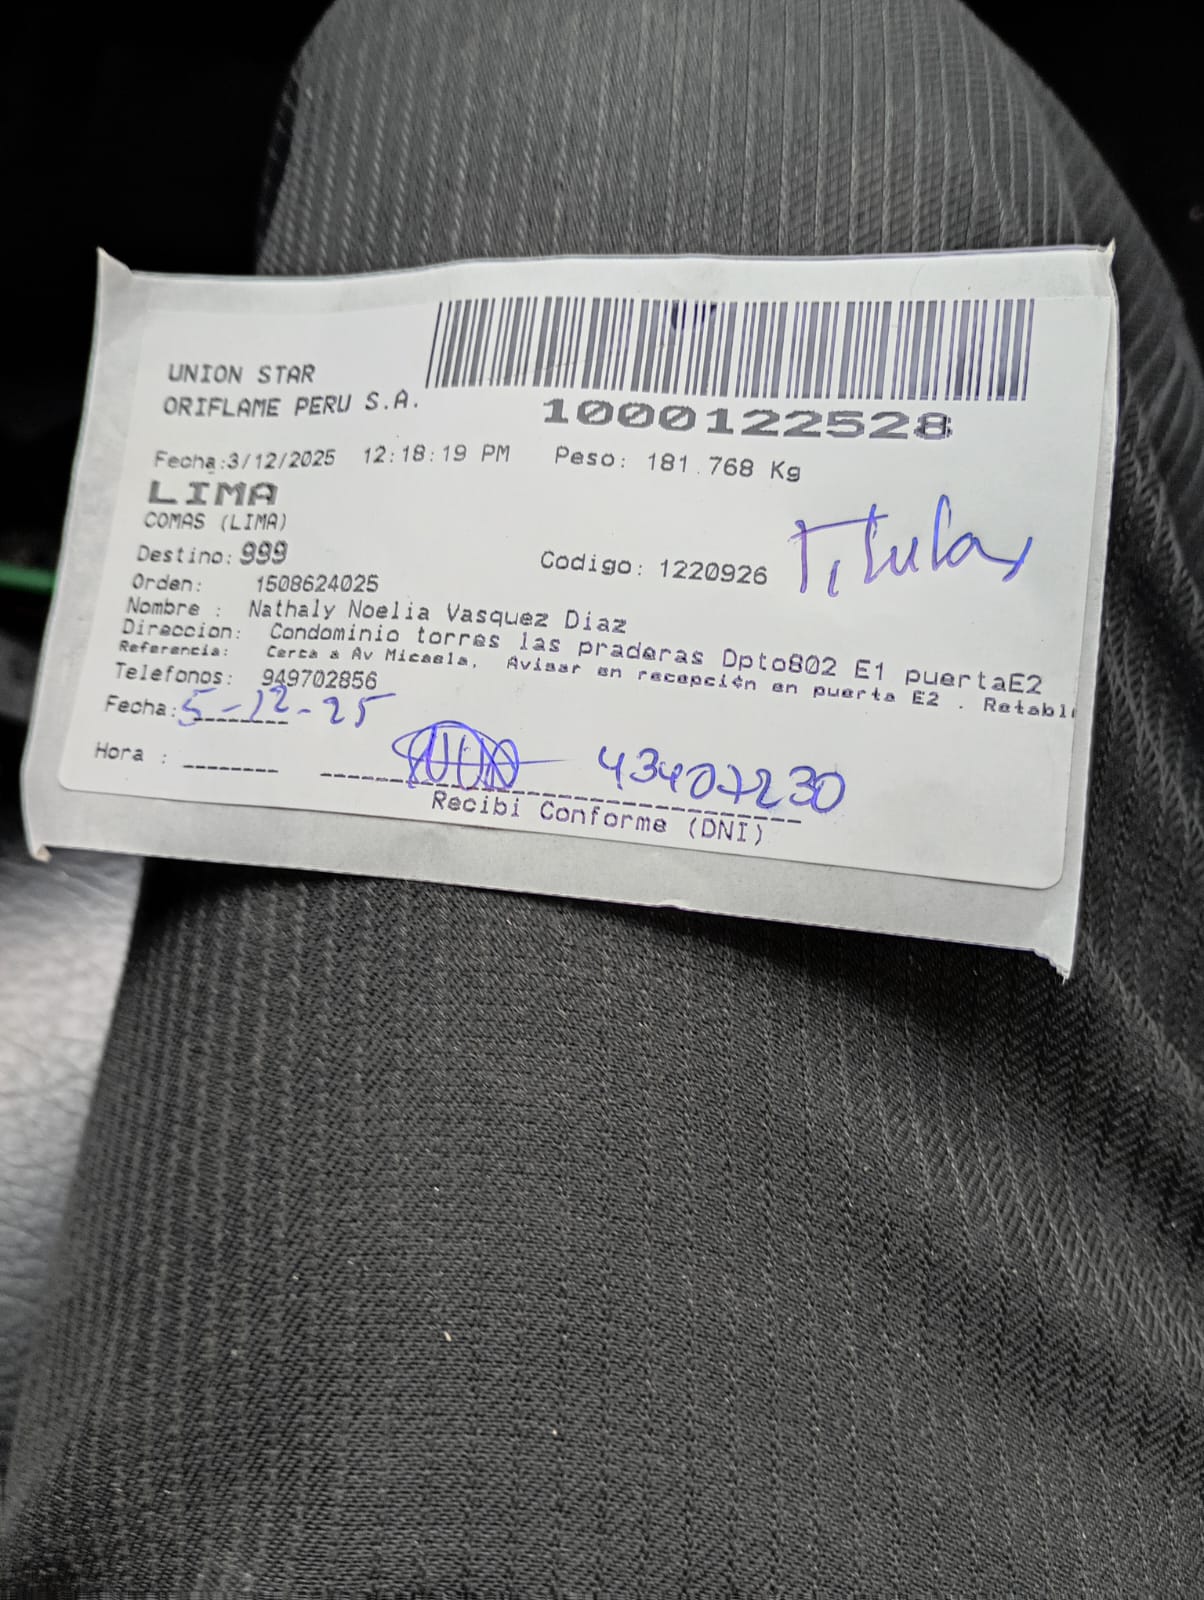 UNION STAR
ORIFLAME PERU S.A.
1000122528
Fecha:3/12/2025 12:18:19 PM Peso: 181.768 Kg
LIMA
COMAS (LIMA)
Titular
Destino: 999
Codigo: 1220926
Orden: 1508624025
Nombre : Nathaly Noelia Vasquez Diaz
Direccion: Condominio torres las praderas Dpto802 E1 puertaE2
Referencia: Cerca a Av Micaela, Avisar en recepción en puerta E2 . Retabl
Telefonos: 949702856
Fecha: 5-12-25
Hora :
43407230
Recibi Conforme (DNI)